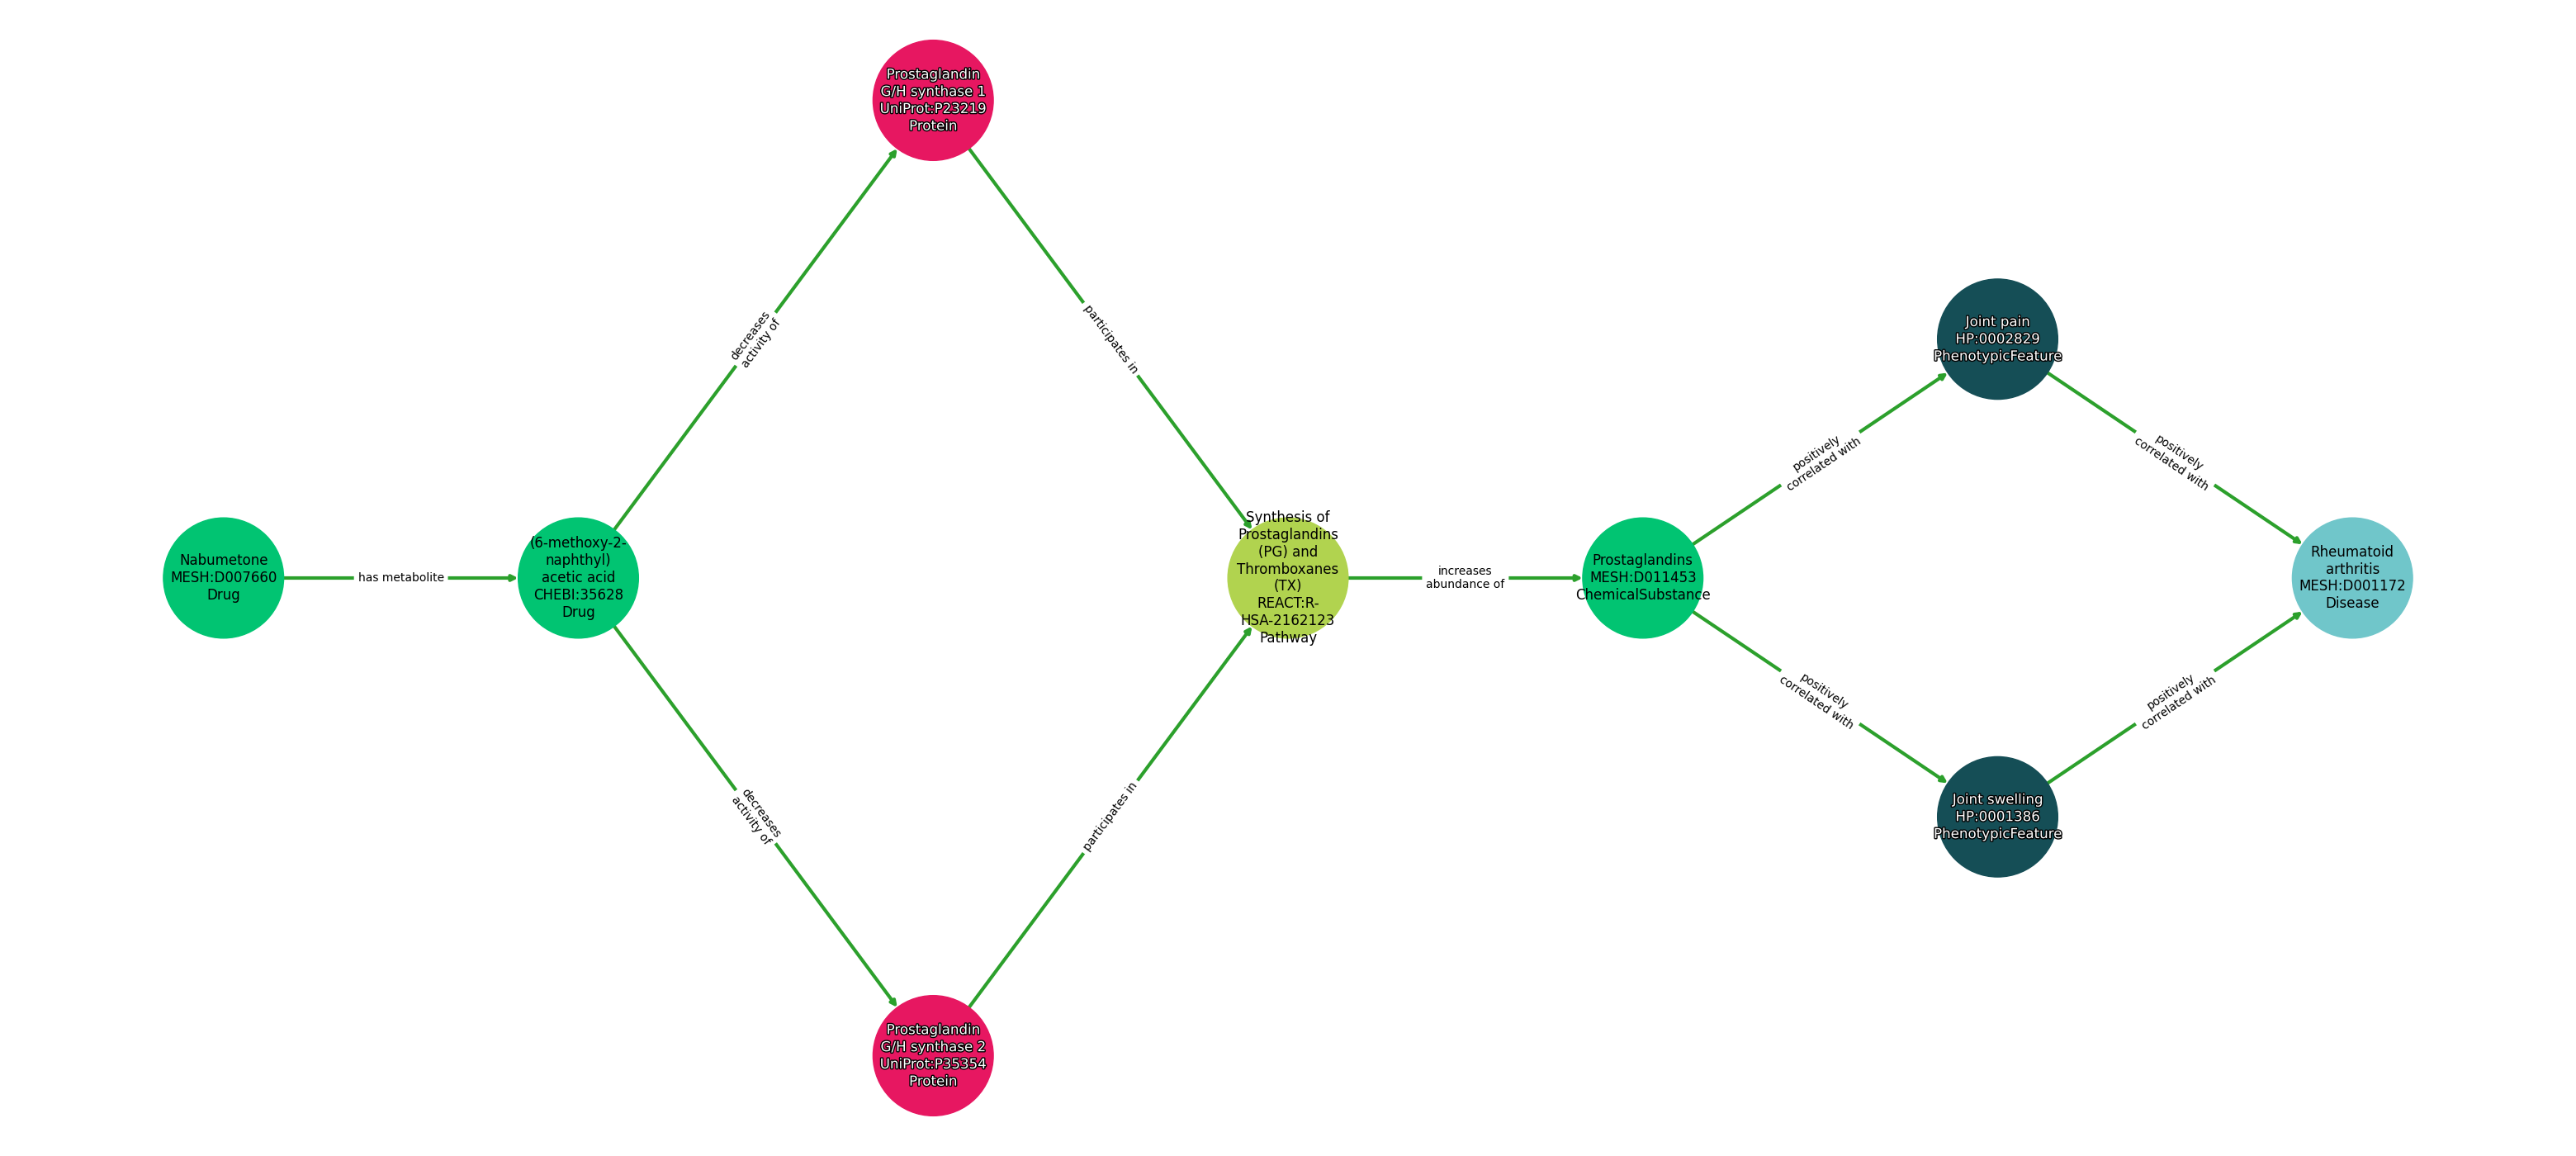 Prostaglandin
G/H synthase 1
UniProt:P23219
Protein
decreases
activity of
participates in
Joint pain
HP:0002829
PhenotypicFeature
positively
correlated with
positively
correlated with
Nabumetone
MESH:D007660
Drug
has metabolite
(6-methoxy-2-
naphthyl)
acetic acid
CHEBI:35628
Drug
Synthesis of
Prostaglandins
(PG) and
Thromboxanes
(TX)
REACT:R-
HSA-2162123
Pathway
increases
abundance of
Prostaglandins
MESH:D011453
ChemicalSubstance
Rheumatoid
arthritis
MESH:D001172
Disease
positively
correlated with
positively
correlated with
Joint swelling
HP:0001386
PhenotypicFeature
decreases
activity of
participates in
Prostaglandin
G/H synthase 2
UniProt:P35354
Protein